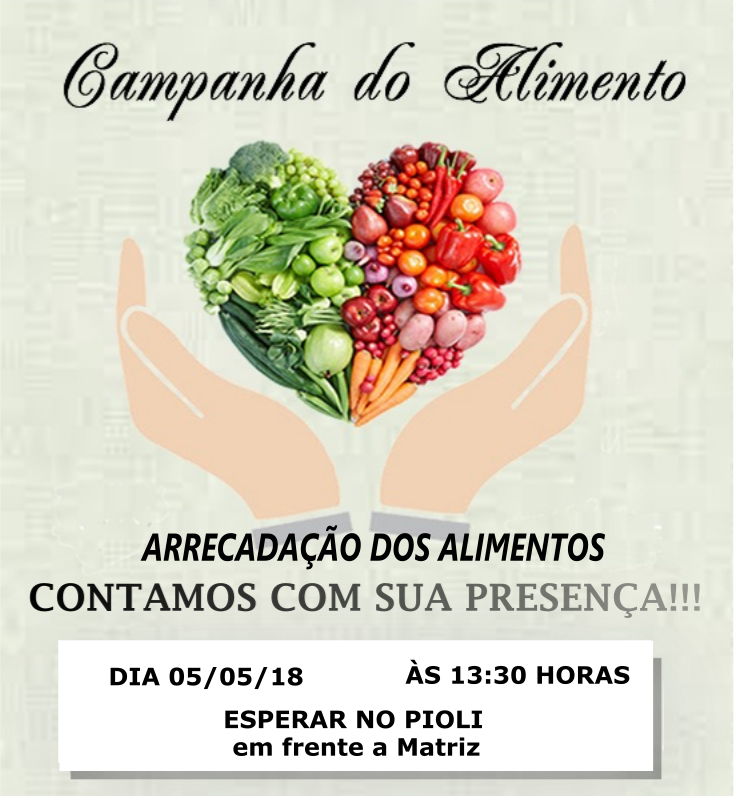 Campanha do Alimento
ARRECADAÇÃO DOS ALIMENTOS
CONTAMOS COM SUA PRESENÇA!!!
DIA 05/05/18 ÀS 13:30 HORAS
ESPERAR NO PIOLI
em frente a Matriz